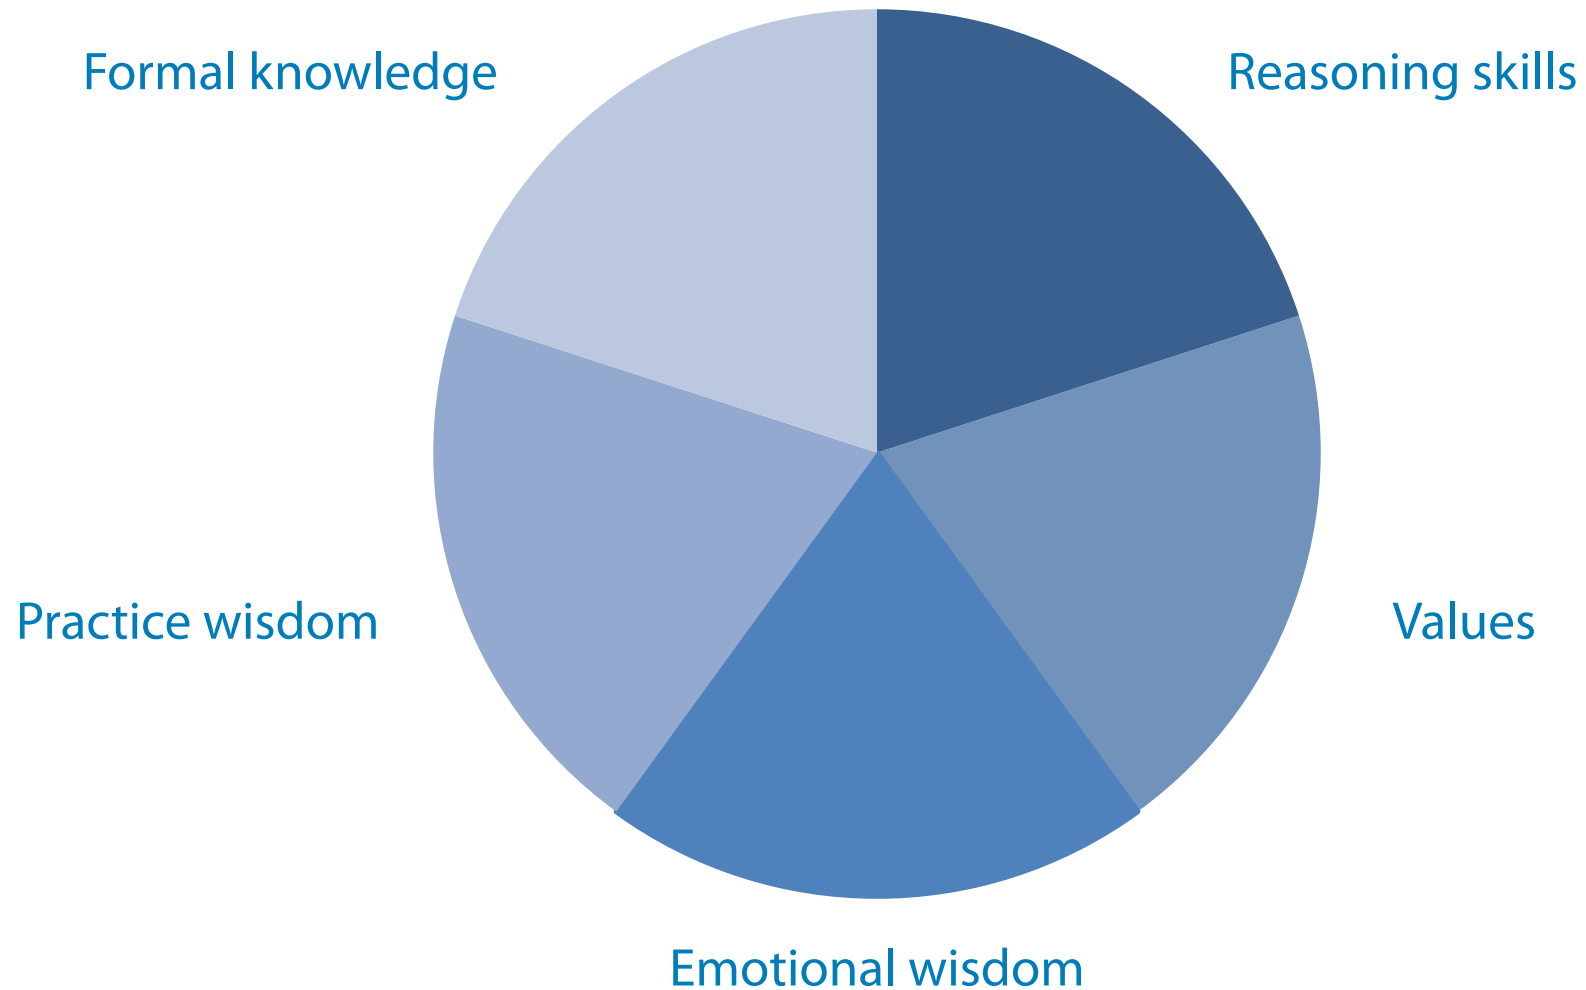 Formal knowledge
Reasoning skills
Practice wisdom
Values
Emotional wisdom